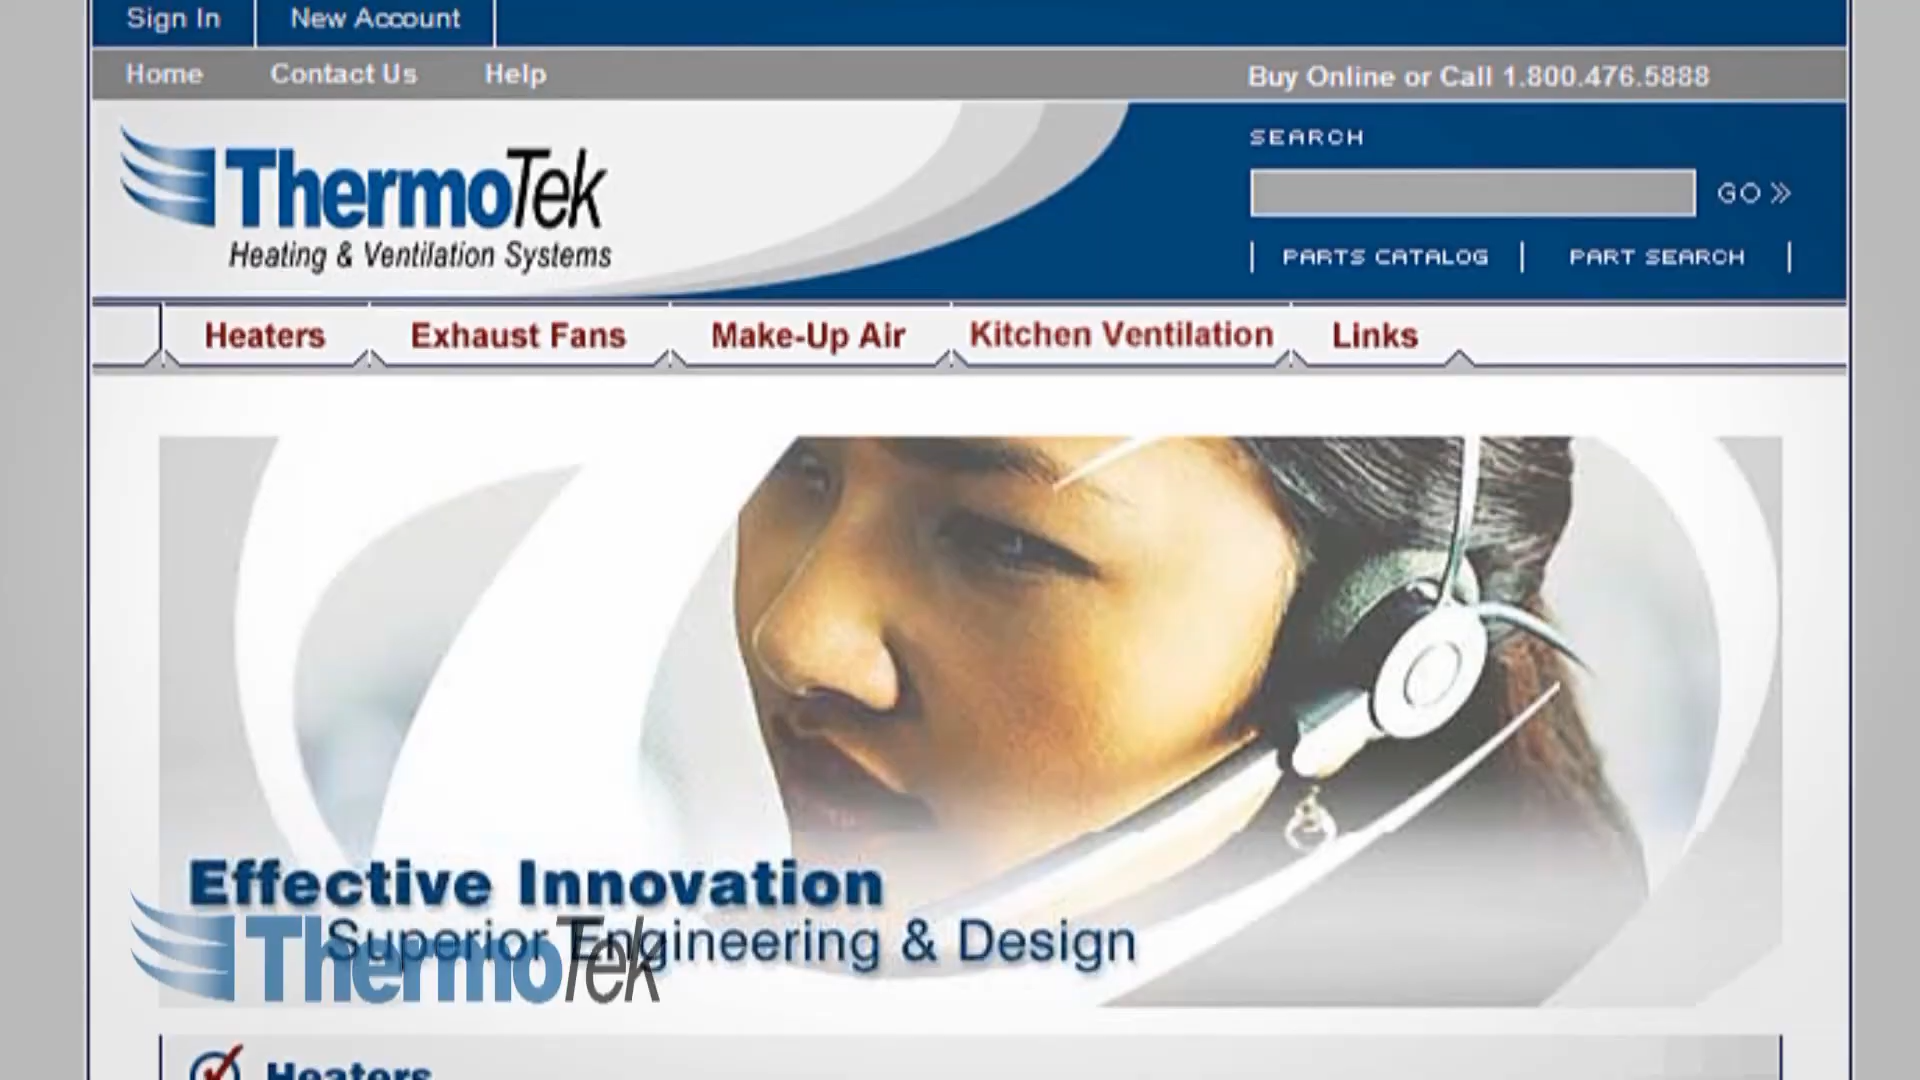 Sign In
New Account
Home
Contact Us
Help
Buy Online or Call 1.800.476.5888
ThermoTek
Heating & Ventilation Systems
SEARCH
GO
PARTS CATALOG
PART SEARCH
Heaters
Exhaust Fans
Make-Up Air
Kitchen Ventilation
Links
Effective Innovation
Superior Engineering & Design
ThermoTek
Heaters